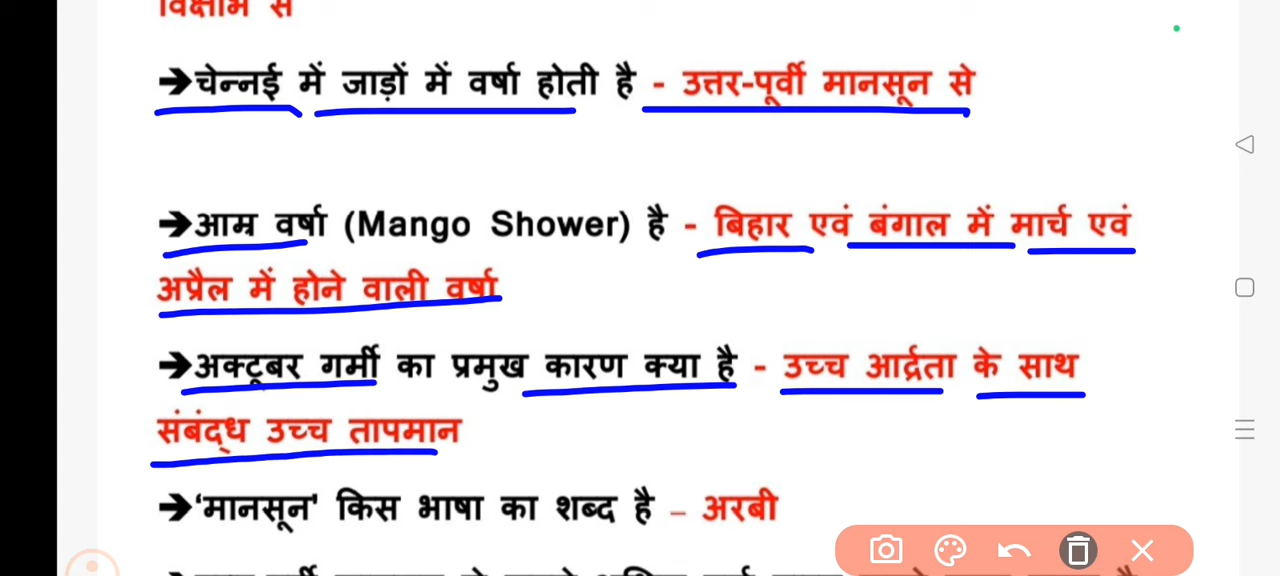 विक्षोभ से
➔चेन्नई में जाड़ों में वर्षा होती है - उत्तर-पूर्वी मानसून से
➔आम्र वर्षा (Mango Shower) है - बिहार एवं बंगाल में मार्च एवं
अप्रैल में होने वाली वर्षा
➔अक्टूबर गर्मी का प्रमुख कारण क्या है - उच्च आर्द्रता के साथ
संबंद्ध उच्च तापमान
➔‘मानसून' किस भाषा का शब्द है – अरबी